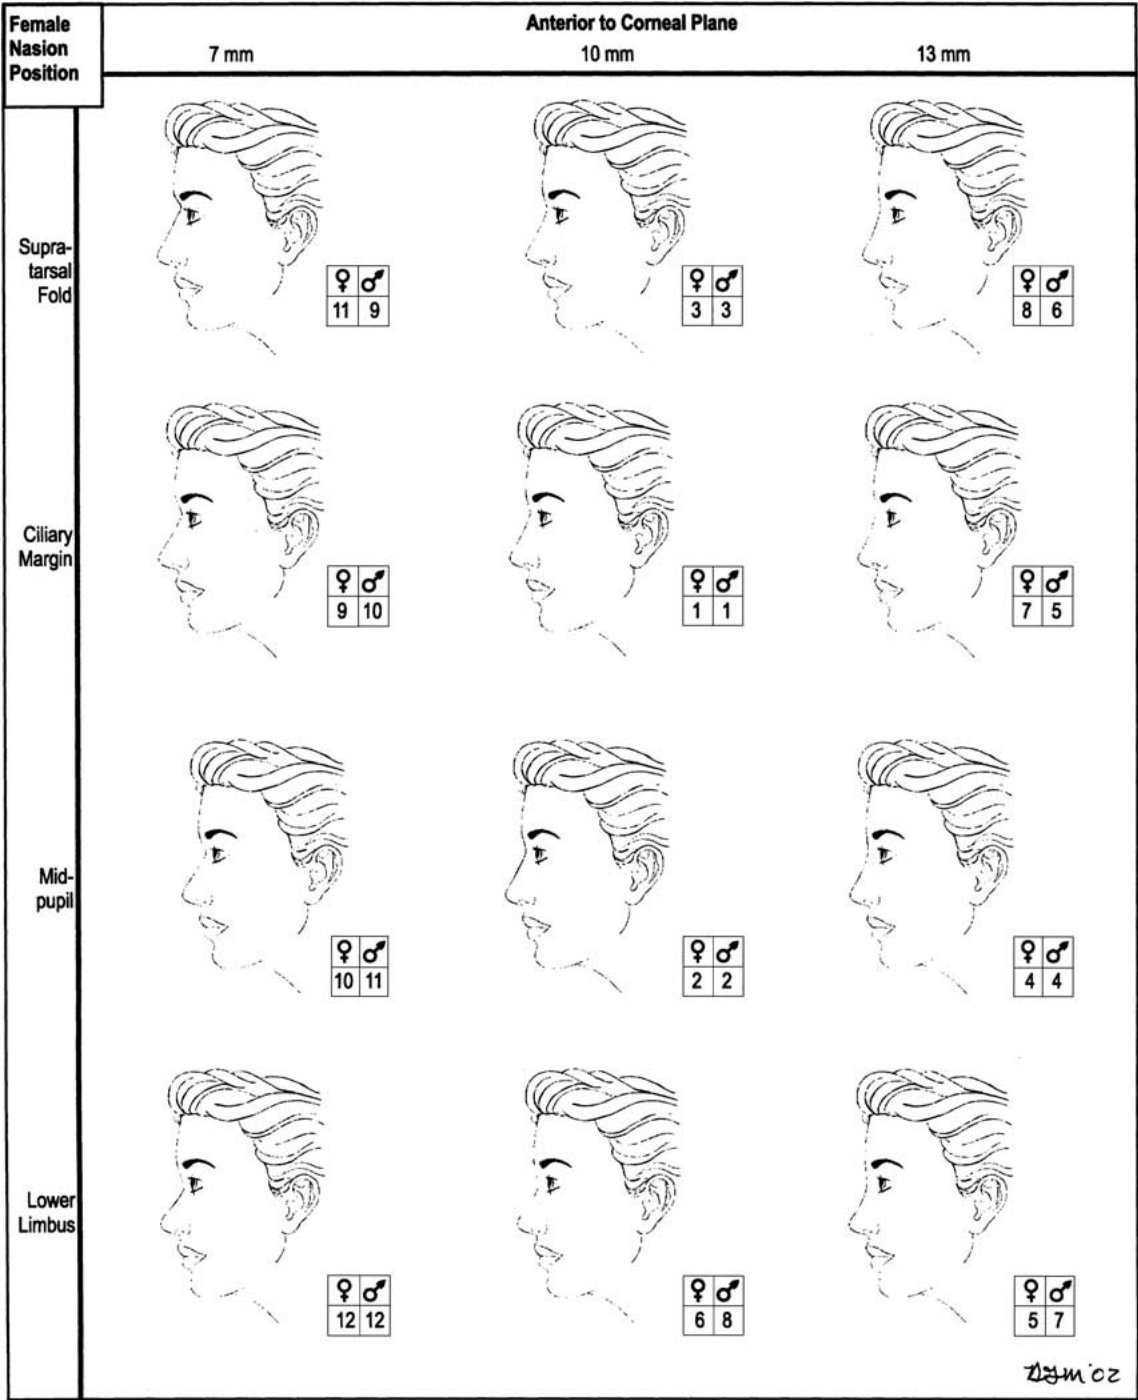 Female
Nasion
Position
Anterior to Corneal Plane
7 mm 10 mm 13 mm
Supra-
tarsal
Fold
♀ ♂
11 9
♀ ♂
3 3
♀ ♂
8 6
Ciliary
Margin
♀ ♂
9 10
♀ ♂
1 1
♀ ♂
7 5
Mid-
pupil
♀ ♂
10 11
♀ ♂
2 2
♀ ♂
4 4
Lower
Limbus
♀ ♂
12 12
♀ ♂
6 8
♀ ♂
5 7
'02